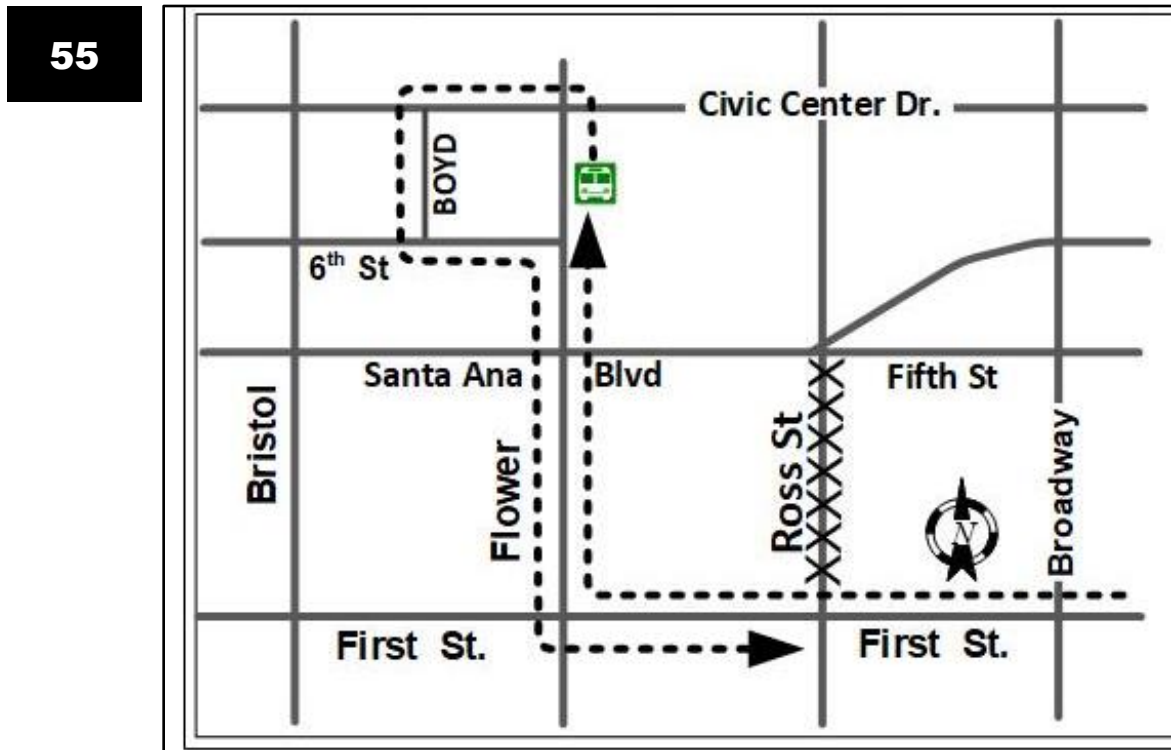 55
Civic Center Dr.
BOYD
6th St
Santa Ana Blvd
Fifth St
Bristol
Flower
Ross St
Broadway
N
First St.
First St.